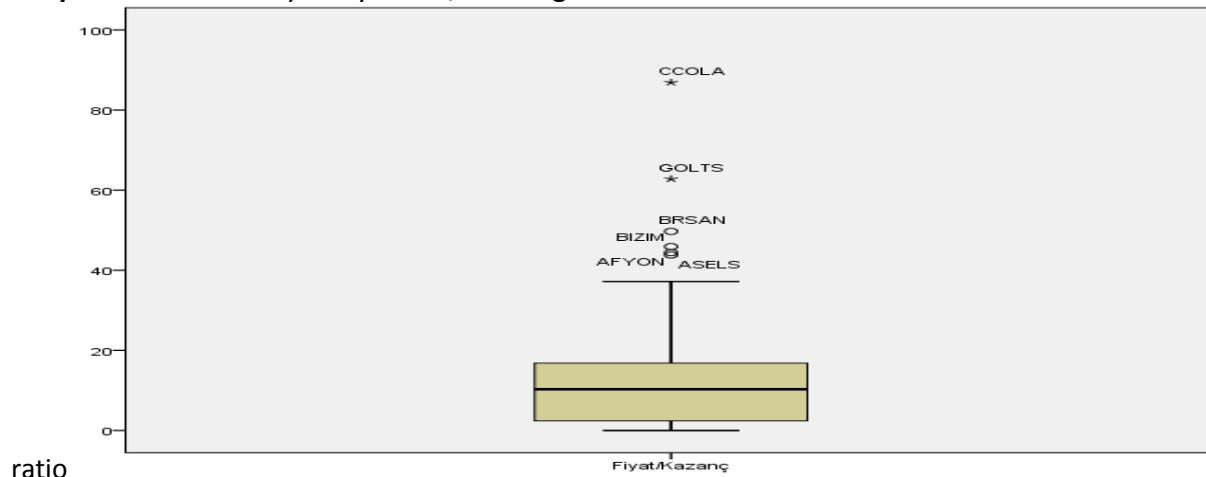 100
CCOLA
80
GOLTS
60
BRSAN
BIZIM
AFYON ASELS
40
20
0
ratio
Fiyat/Kazanç